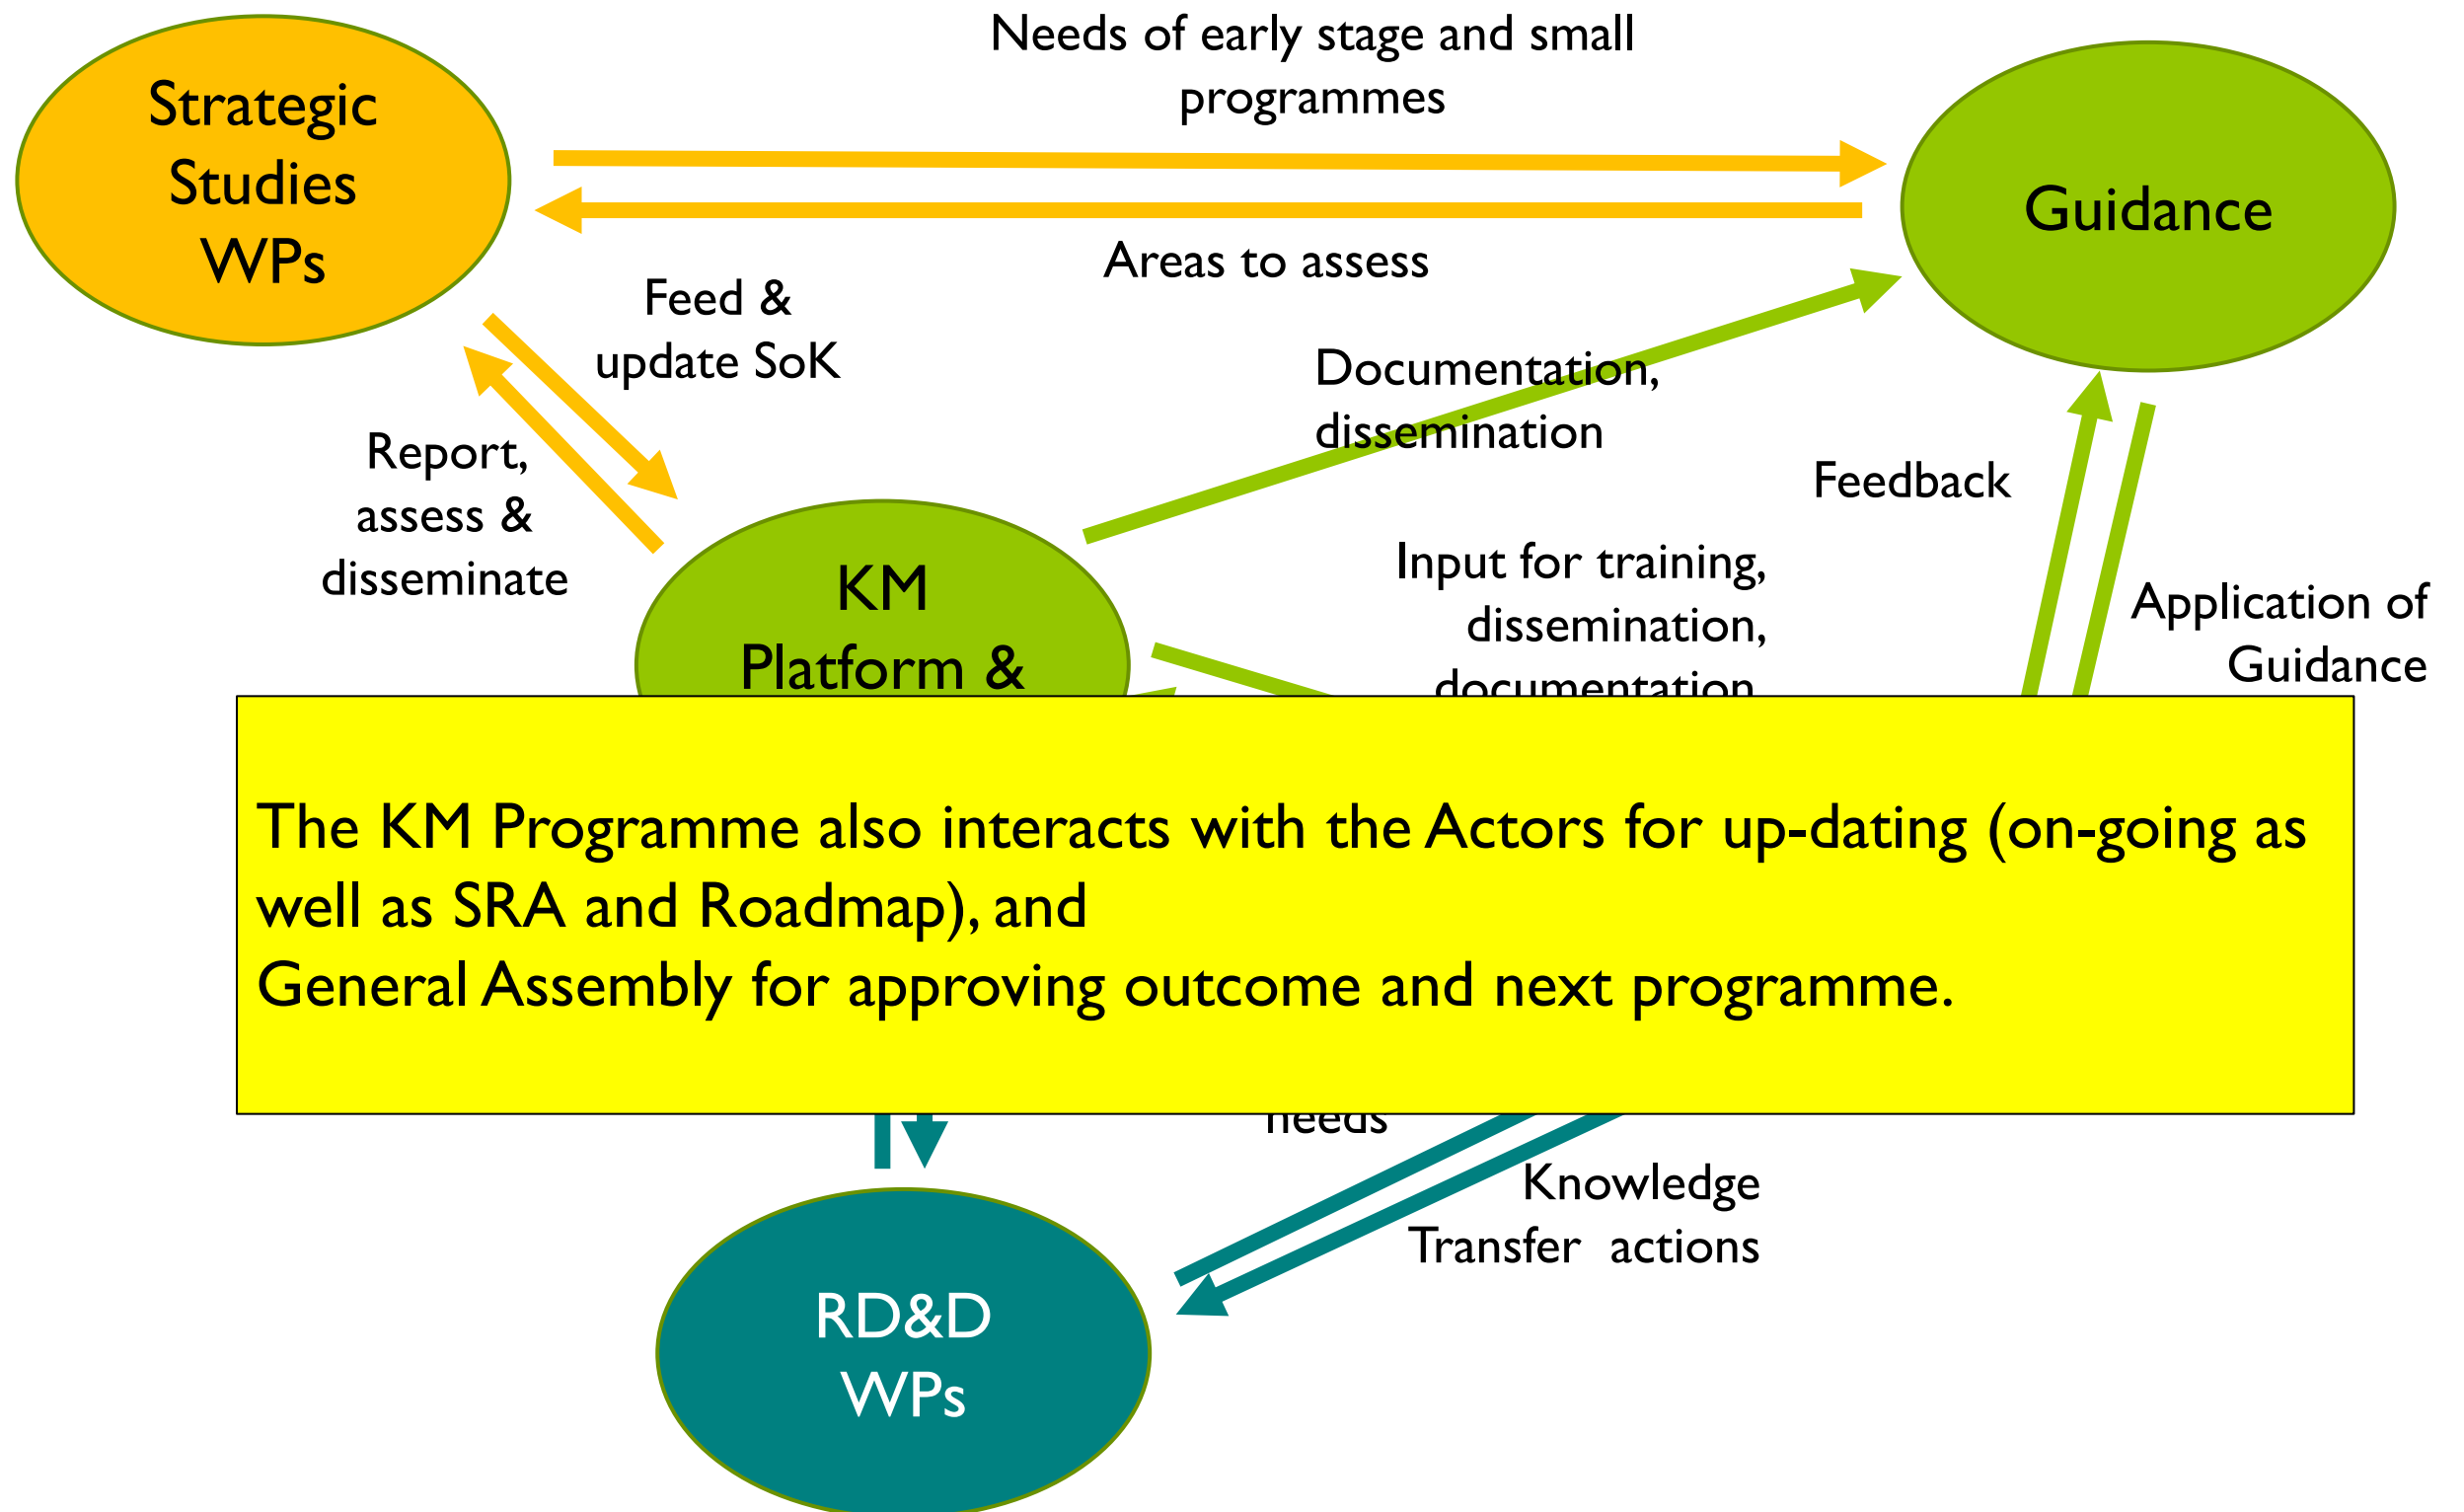 Needs of early stage and small
programmes
Strategic
Studies
WPs
Guidance
Areas to assess
Feed &
update SoK
Documentation,
dissemination
Report,
assess &
disseminate
Feedback
KM
Platform &
Input for training,
dissemination,
documentation
Application of
Guidance
The KM Programme also interacts with the Actors for up-dating (on-going as
well as SRA and Roadmap), and
General Assembly for approving outcome and next programme.
needs
Knowledge
Transfer actions
RD&D
WPs